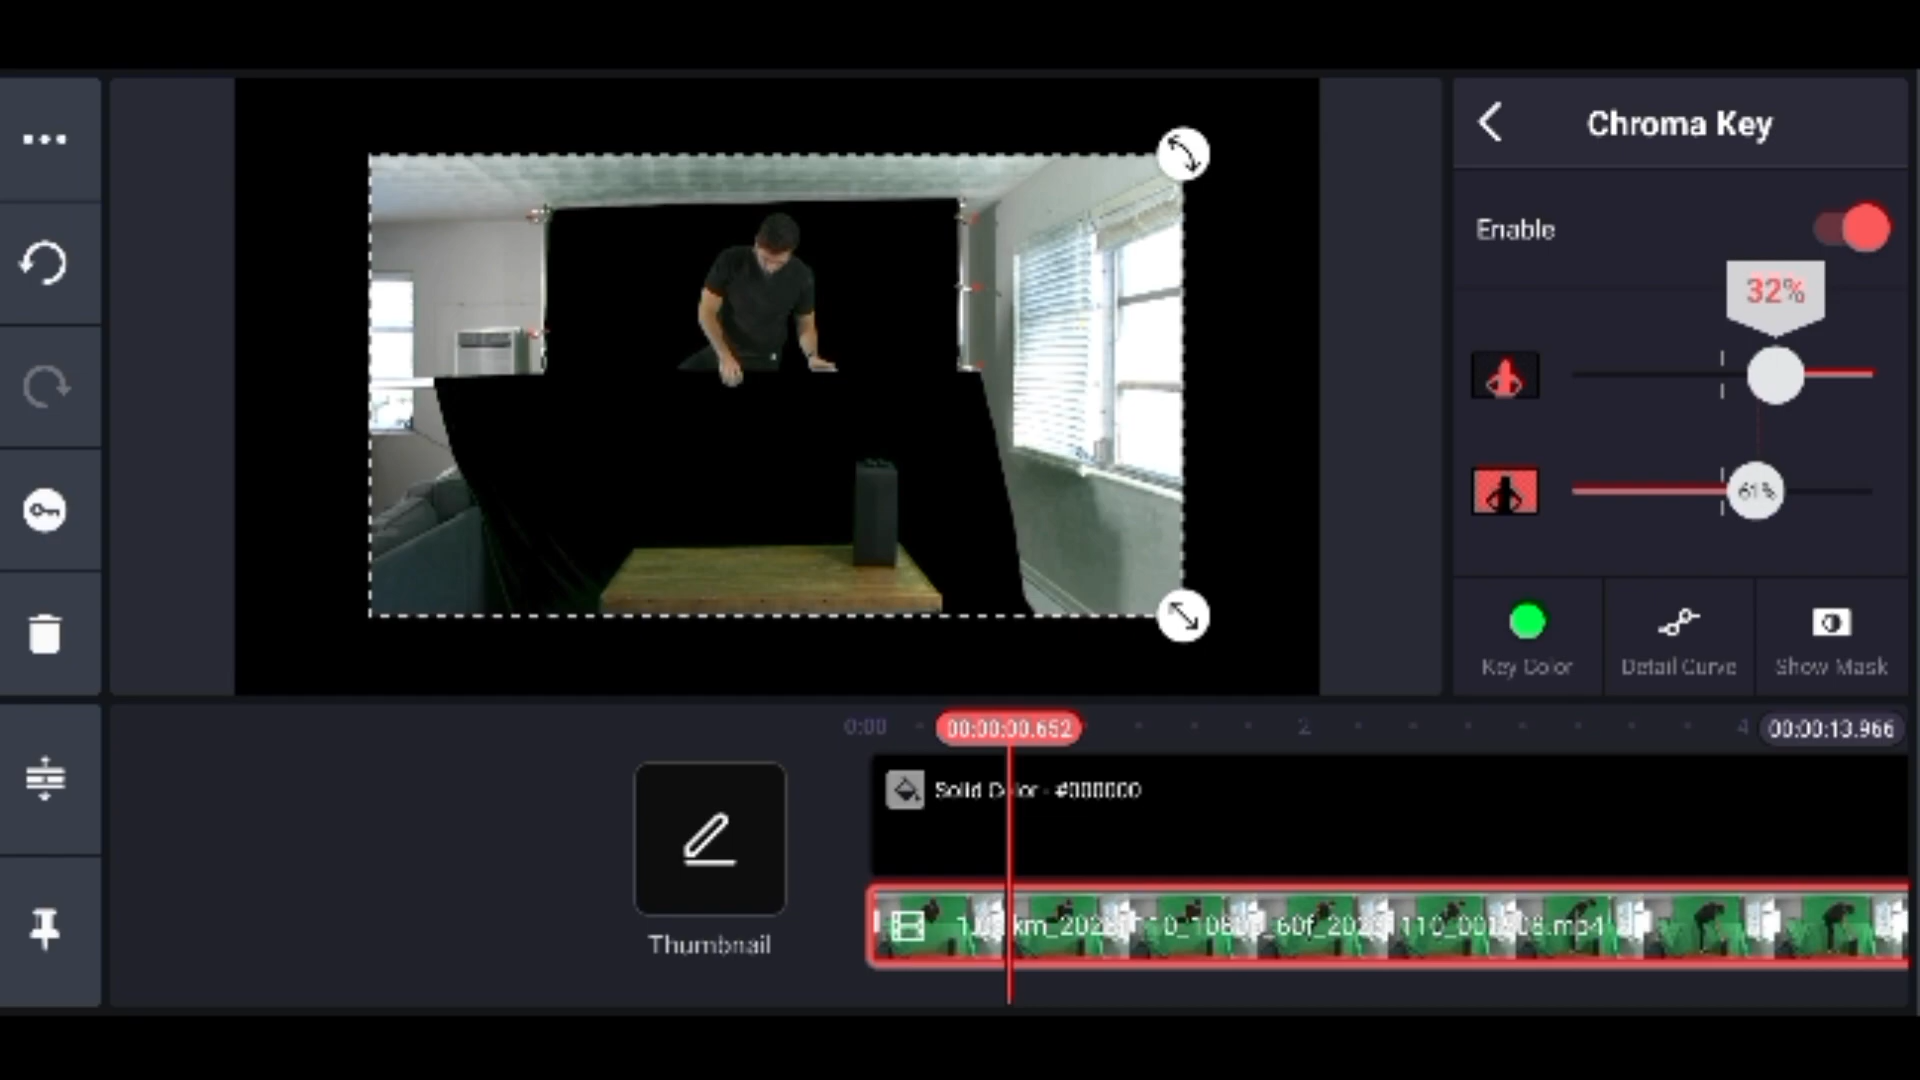 Chroma Key
Enable
32%
61%
Key Color
Detail Curve
Show Mask
0:00
00:00:00.652
2
4
00:00:13.966
Solid Color - #000000
Thumbnail